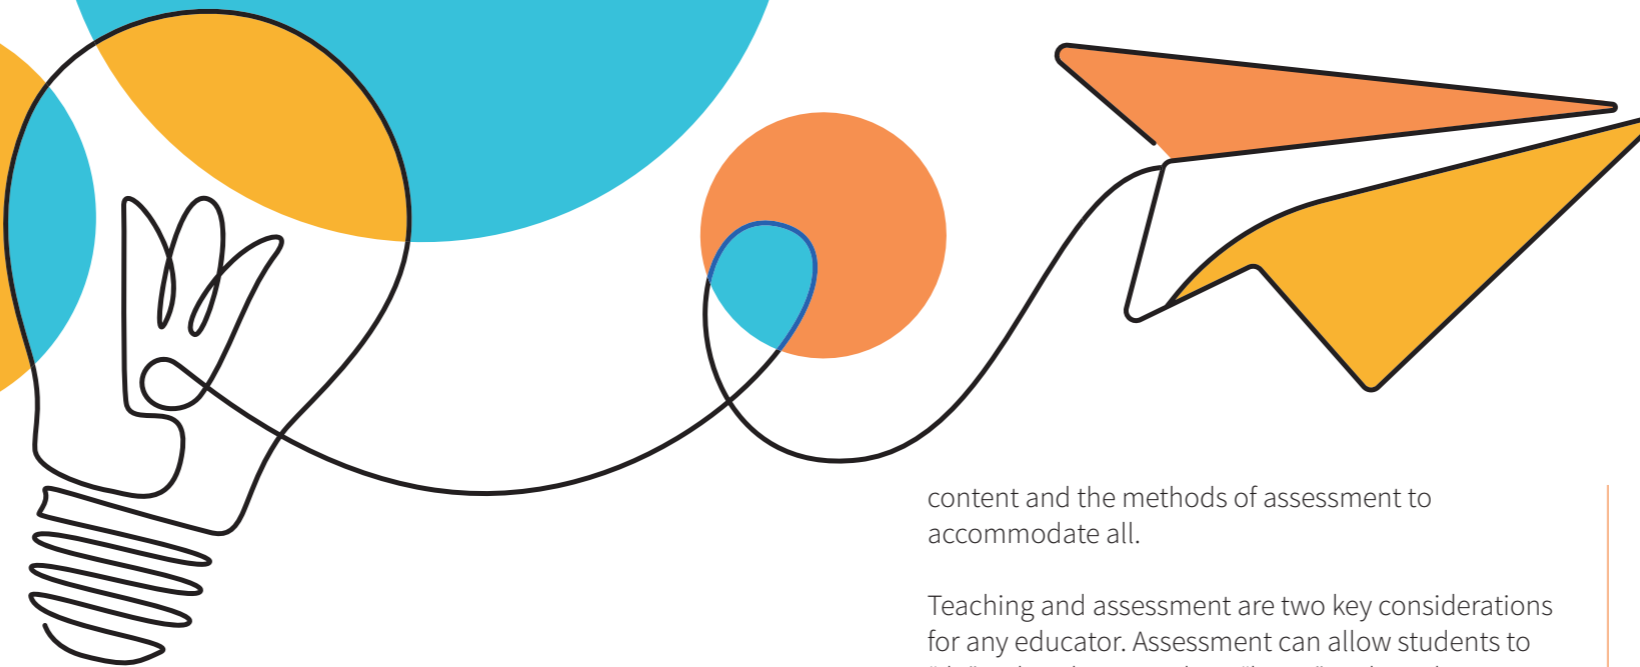 content and the methods of assessment to
accommodate all.
Teaching and assessment are two key considerations
for any educator. Assessment can allow students to